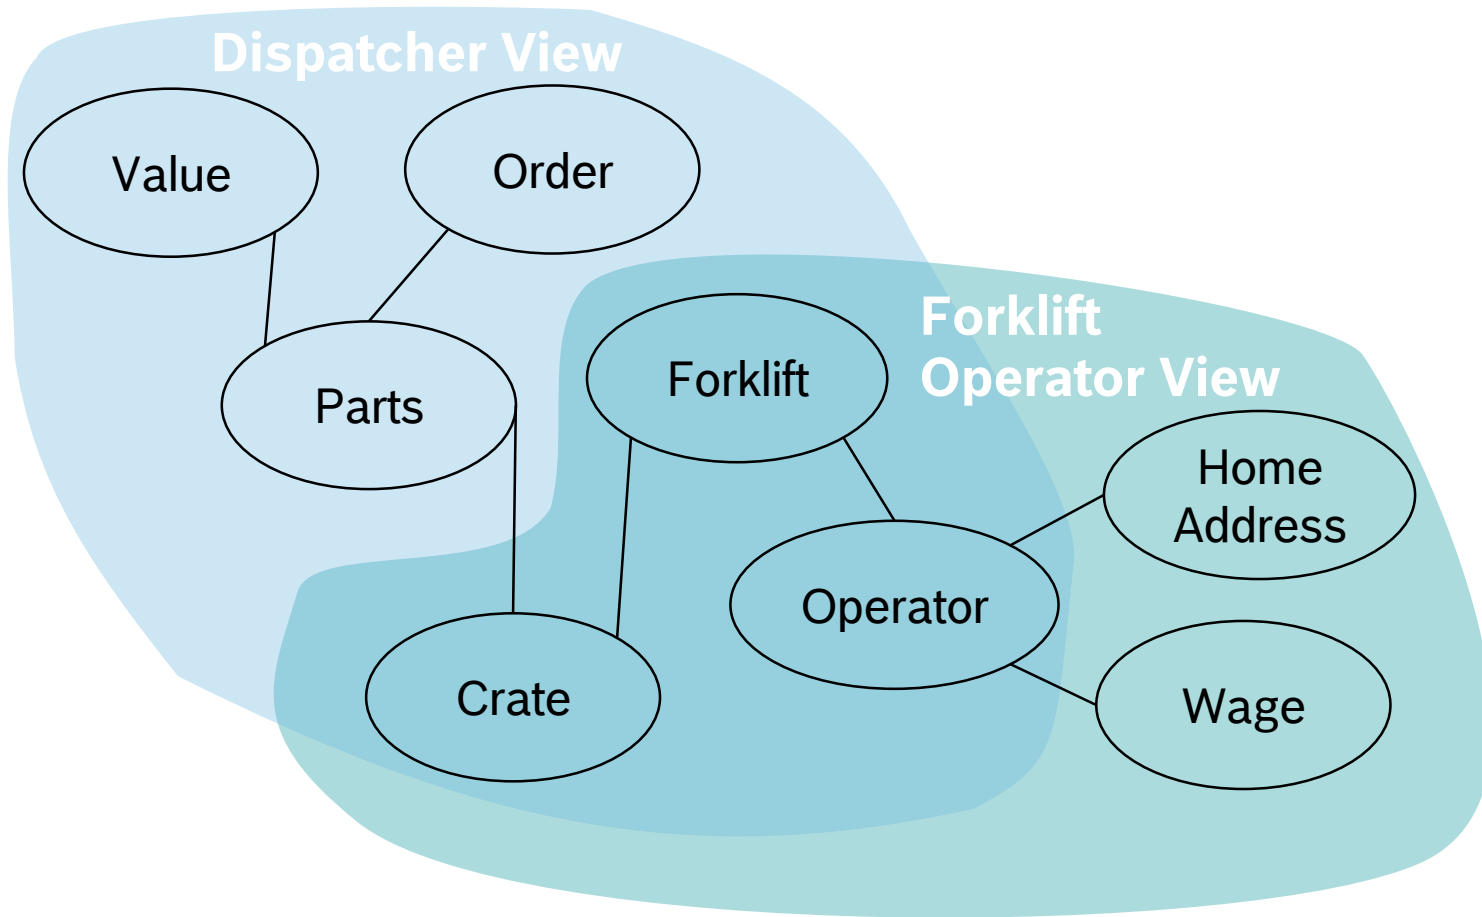 Dispatcher View
Value
Order
Forklift
Operator View
Forklift
Parts
Home
Address
Operator
Crate
Wage